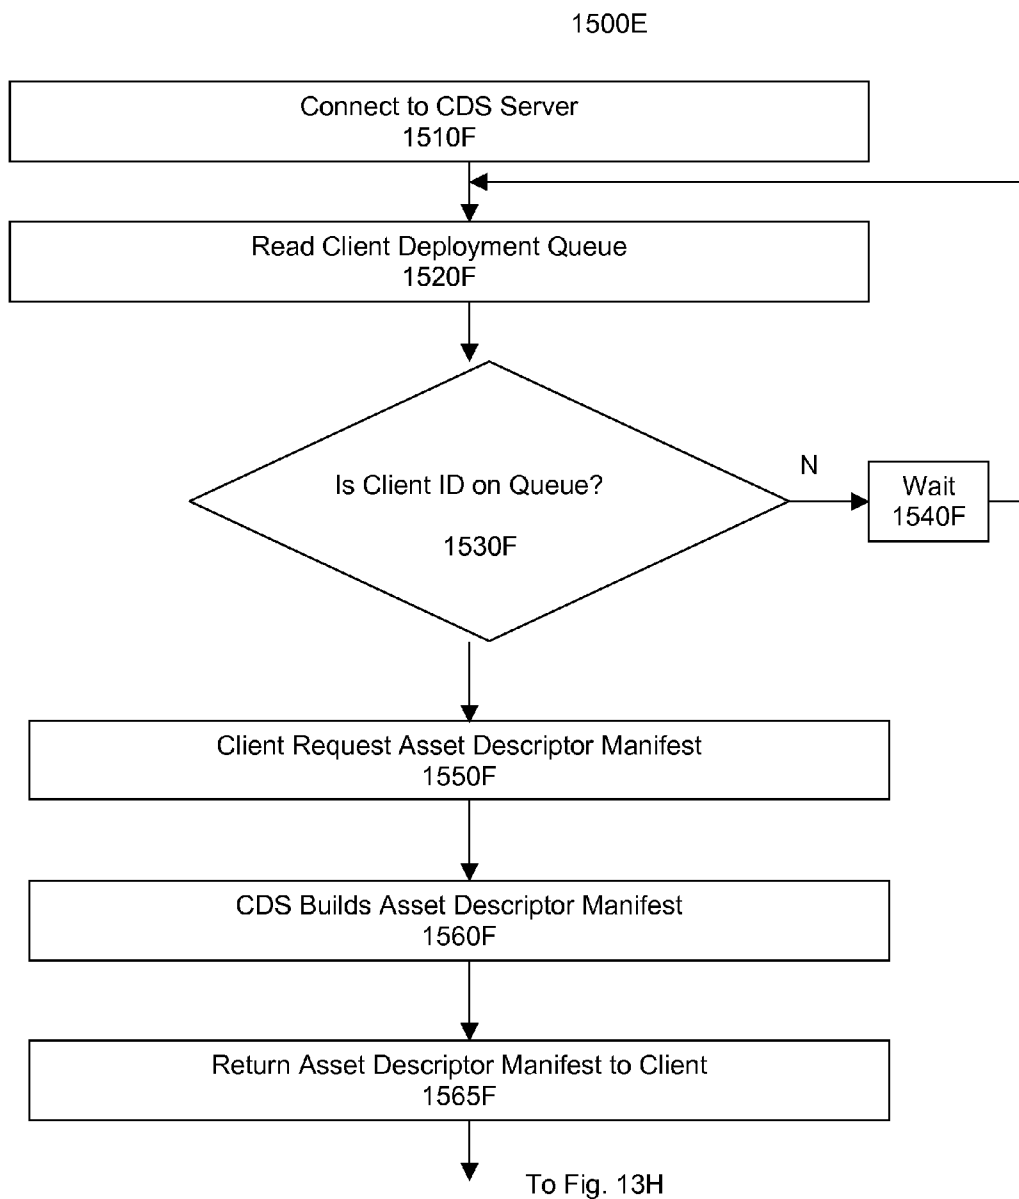 1500E
Connect to CDS Server
1510F
Read Client Deployment Queue
1520F
Is Client ID on Queue?
1530F
N
Wait
1540F
Client Request Asset Descriptor Manifest
1550F
CDS Builds Asset Descriptor Manifest
1560F
Return Asset Descriptor Manifest to Client
1565F
To Fig. 13H